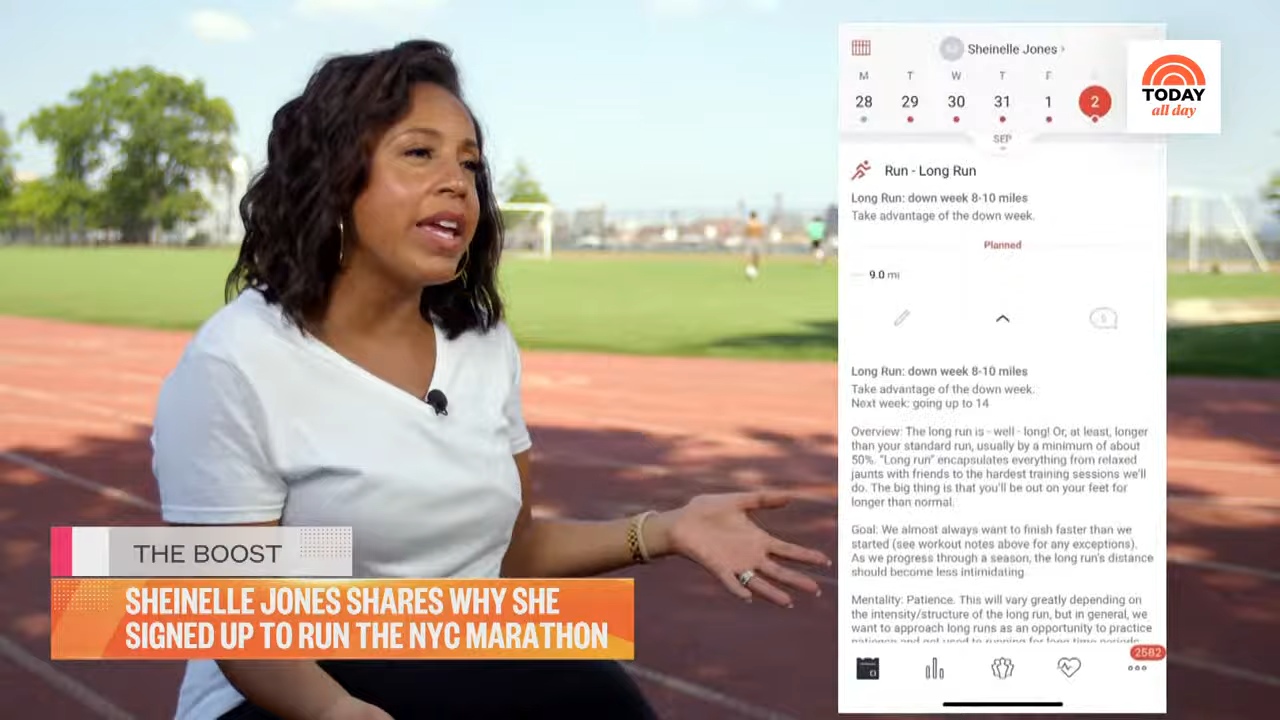 Sheinelle Jones ›
M T W T F
28 29 30 31 1 2
SEP
TODAY
all day
Run - Long Run
Long Run: down week 8-10 miles
Take advantage of the down week.
Planned
9.0 mi
Long Run: down week 8-10 miles
Take advantage of the down week.
Next week: going up to 14
Overview: The long run is - well - long! Or, at least, longer
than your standard run, usually by a minimum of about
50%. "Long run" encapsulates everything from relaxed
jaunts with friends to the hardest training sessions we'll
do. The big thing is that you'll be out on your feet for
longer than normal.
Goal: We almost always want to finish faster than we
started (see workout notes above for any exceptions).
As we progress through a season, the long run's distance
should become less intimidating.
Mentality: Patience. This will vary greatly depending on
the intensity/structure of the long run, but in general, we
want to approach long runs as an opportunity to practice
2582
THE BOOST
SHEINELLE JONES SHARES WHY SHE
SIGNED UP TO RUN THE NYC MARATHON